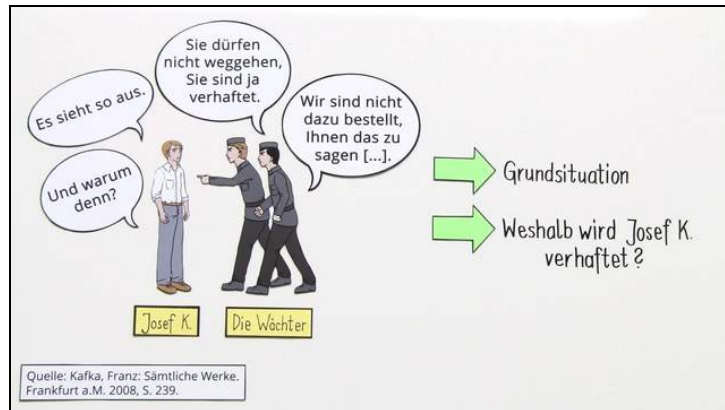 Sie dürfen
nicht weggehen,
Sie sind ja
verhaftet.
Es sieht so aus.
Und warum
denn?
Wir sind nicht
dazu bestellt,
Ihnen das zu
sagen [...].
Grundsituation
Weshalb wird Josef K.
verhaftet?
Josef K.
Die Wächter
Quelle: Kafka, Franz: Sämtliche Werke.
Frankfurt a.M. 2008, S. 239.